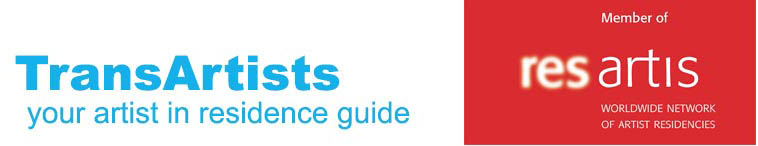 TransArtists
your artist in residence guide
Member of
res artis
WORLDWIDE NETWORK
OF ARTIST RESIDENCIES